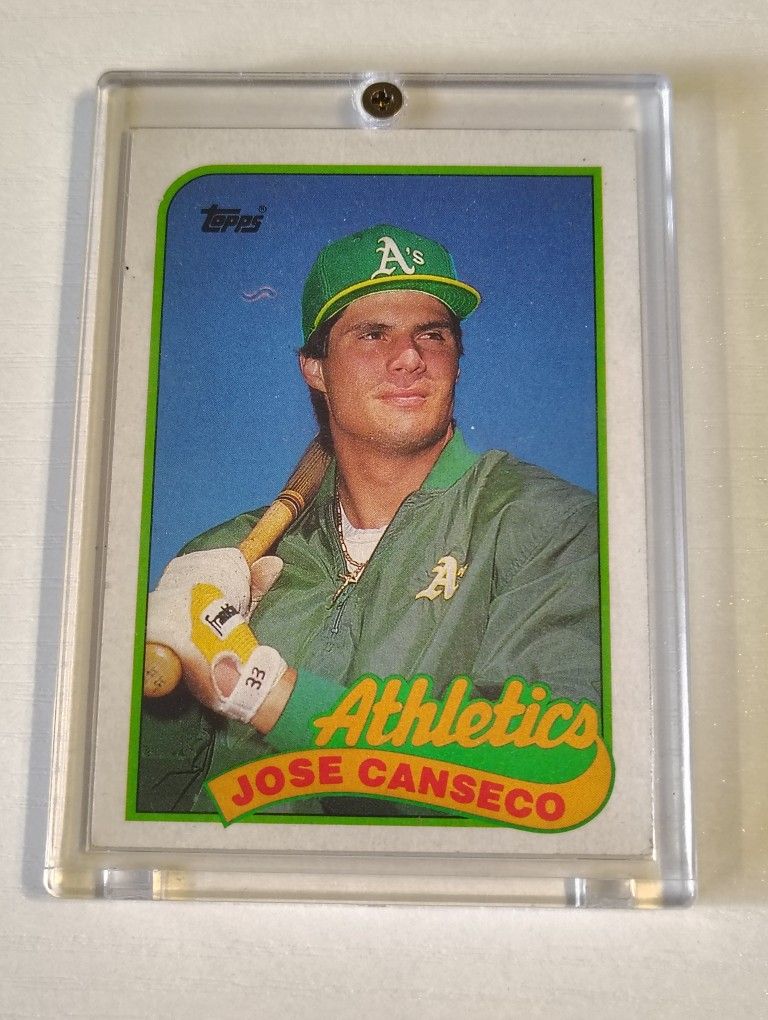 topps®
A's
A's
franklin
33
Athletics
JOSE CANSECO